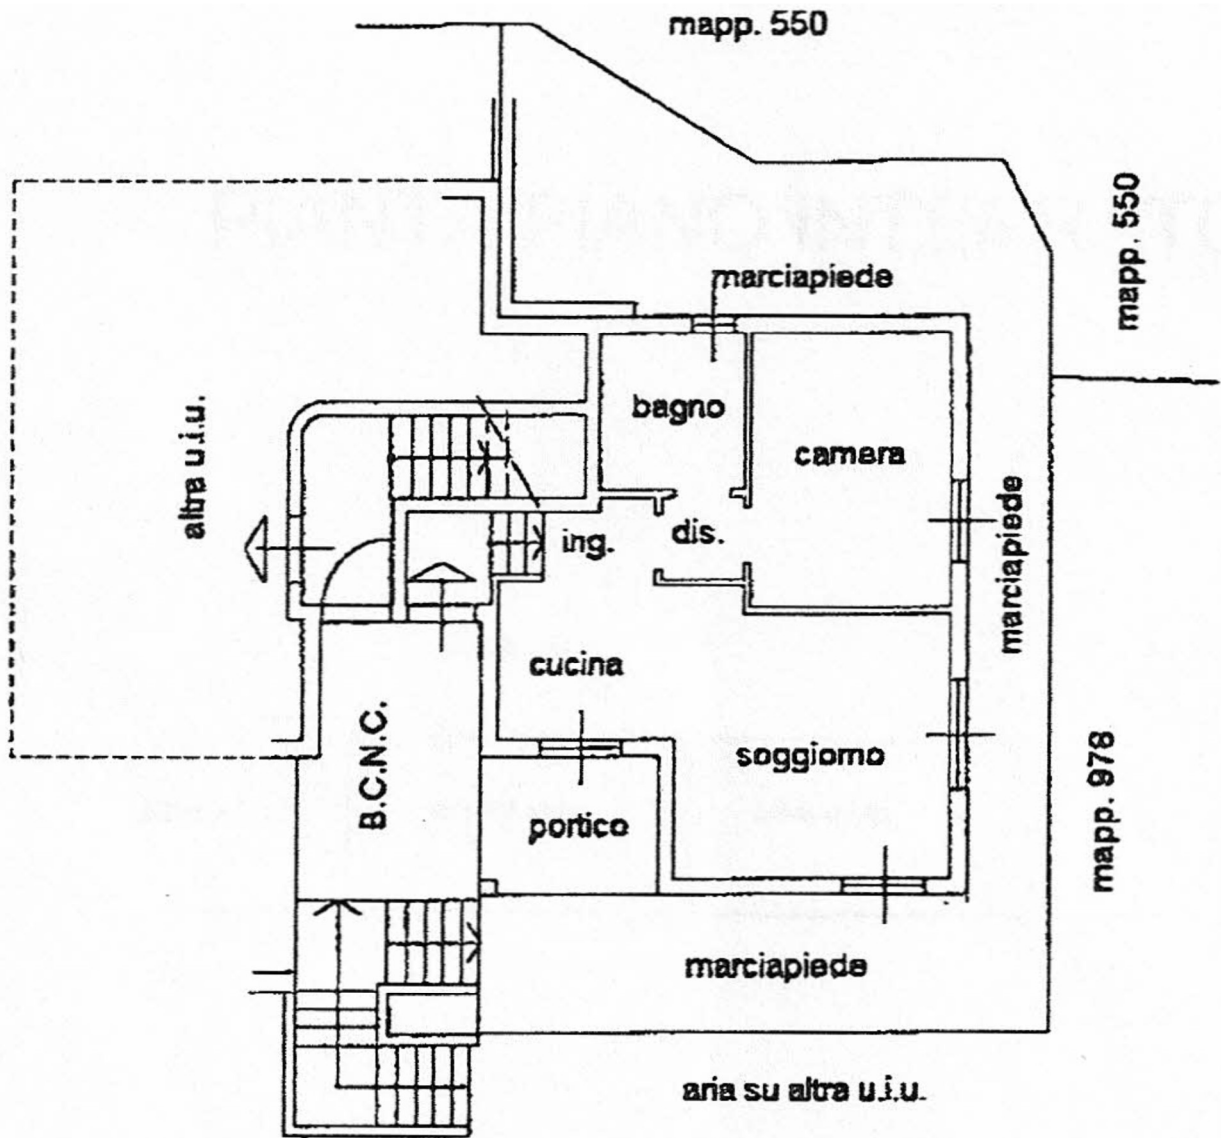 mapp. 550
mapp. 550
marciapiede
bagno
camera
altra u.i.u.
marciapiede
ing.
dis.
cucina
B.C.N.C.
soggiorno
portico
mapp. 978
marciapiede
aria su altra u.i.u.